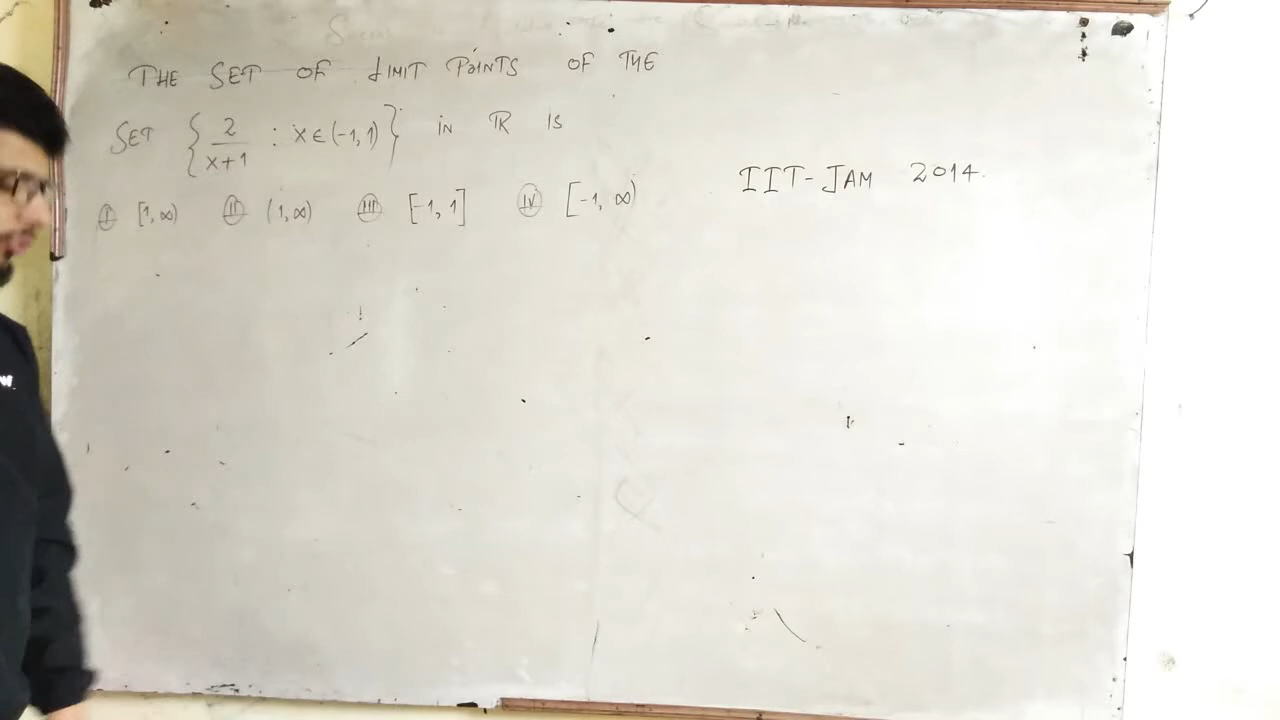 THE SET OF LIMIT POINTS OF THE
SET { 2/(x+1) : x ∈ (-1, 1) } IN ℝ IS
IIT-JAM 2014.
Ⓘ [1, ∞) Ⓘⓘ (1, ∞) Ⓘⓘⓘ [-1, 1] ⓘⓥ [-1, ∞)